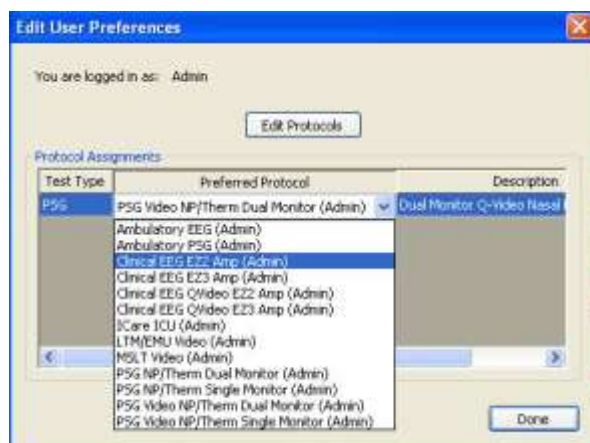 Edit User Preferences
You are logged in as: Admin
Edit Protocols
Protocol Assignments
Test Type Preferred Protocol Description
PSG PSG Video NP/Therm Dual Monitor (Admin) Dual Monitor Q-Video Nasal
Ambulatory EEG (Admin)
Ambulatory PSG (Admin)
Clinical EEG EZ2 Amp (Admin)
Clinical EEG EZ3 Amp (Admin)
Clinical EEG QVideo EZ2 Amp (Admin)
Clinical EEG QVideo EZ3 Amp (Admin)
ICare ICU (Admin)
LTM/EMU Video (Admin)
MSLT Video (Admin)
PSG NP/Therm Dual Monitor (Admin)
PSG NP/Therm Single Monitor (Admin)
PSG Video NP/Therm Dual Monitor (Admin)
PSG Video NP/Therm Single Monitor (Admin)
Done